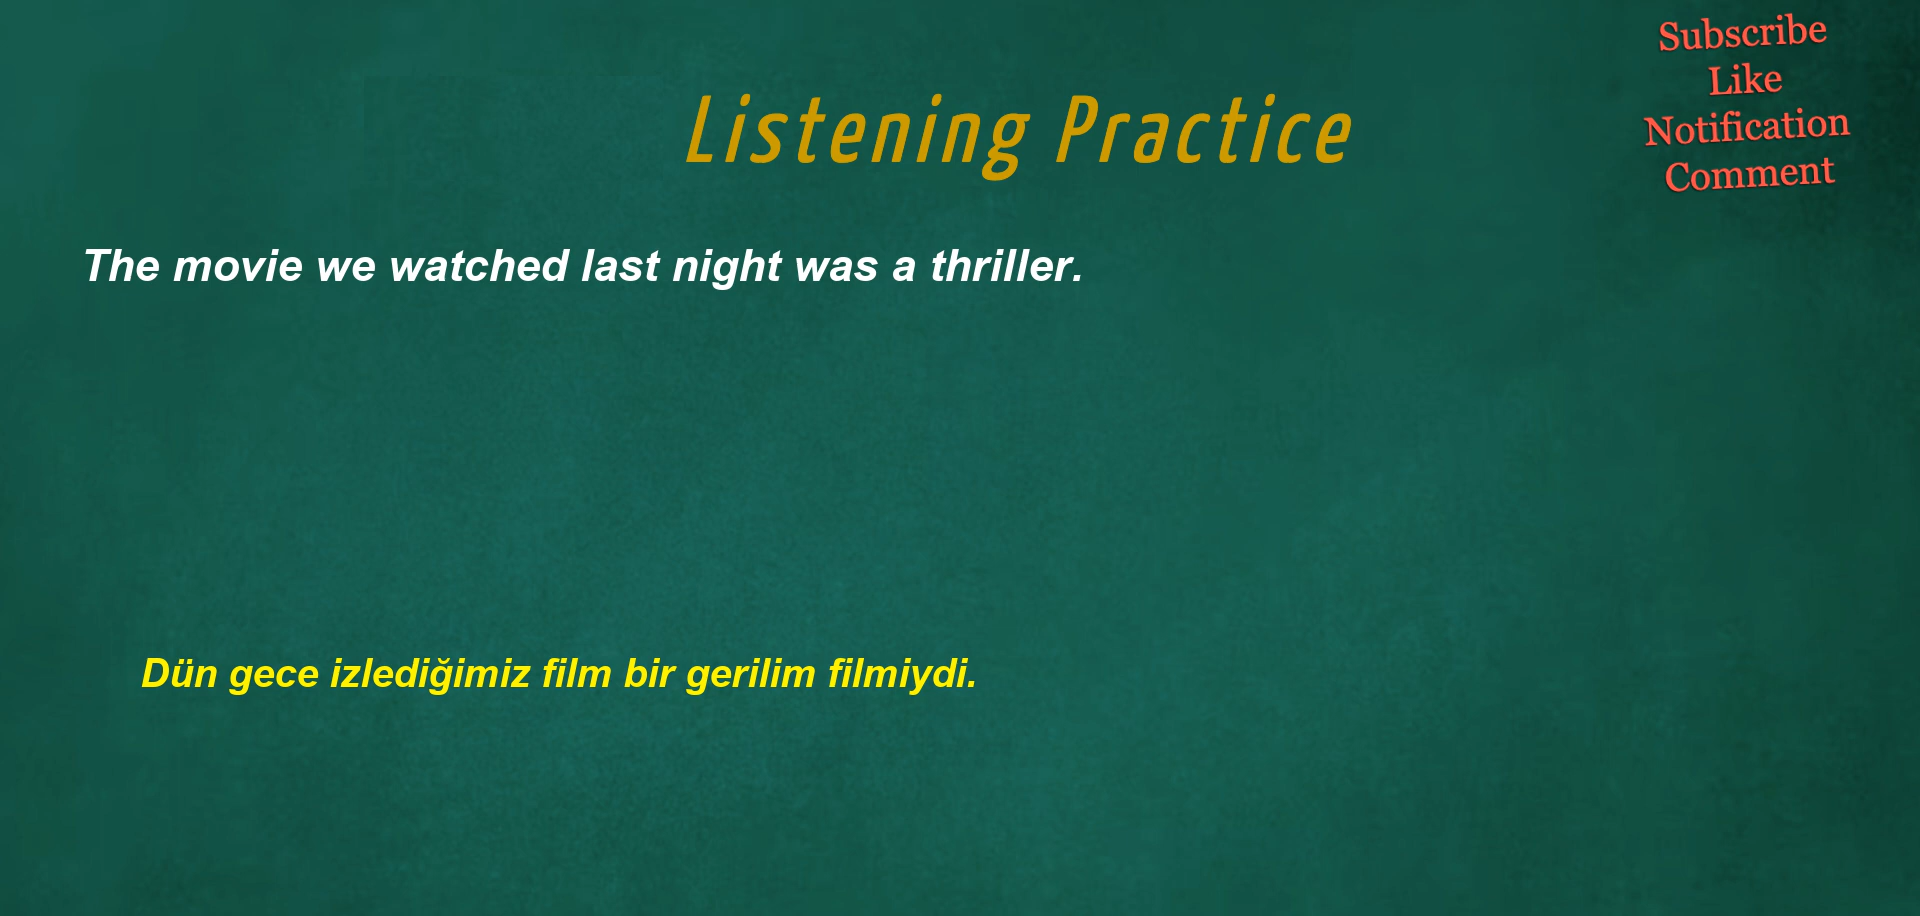 Subscribe
Like
Notification
Comment
Listening Practice
The movie we watched last night was a thriller.
Dün gece izlediğimiz film bir gerilim filmiydi.